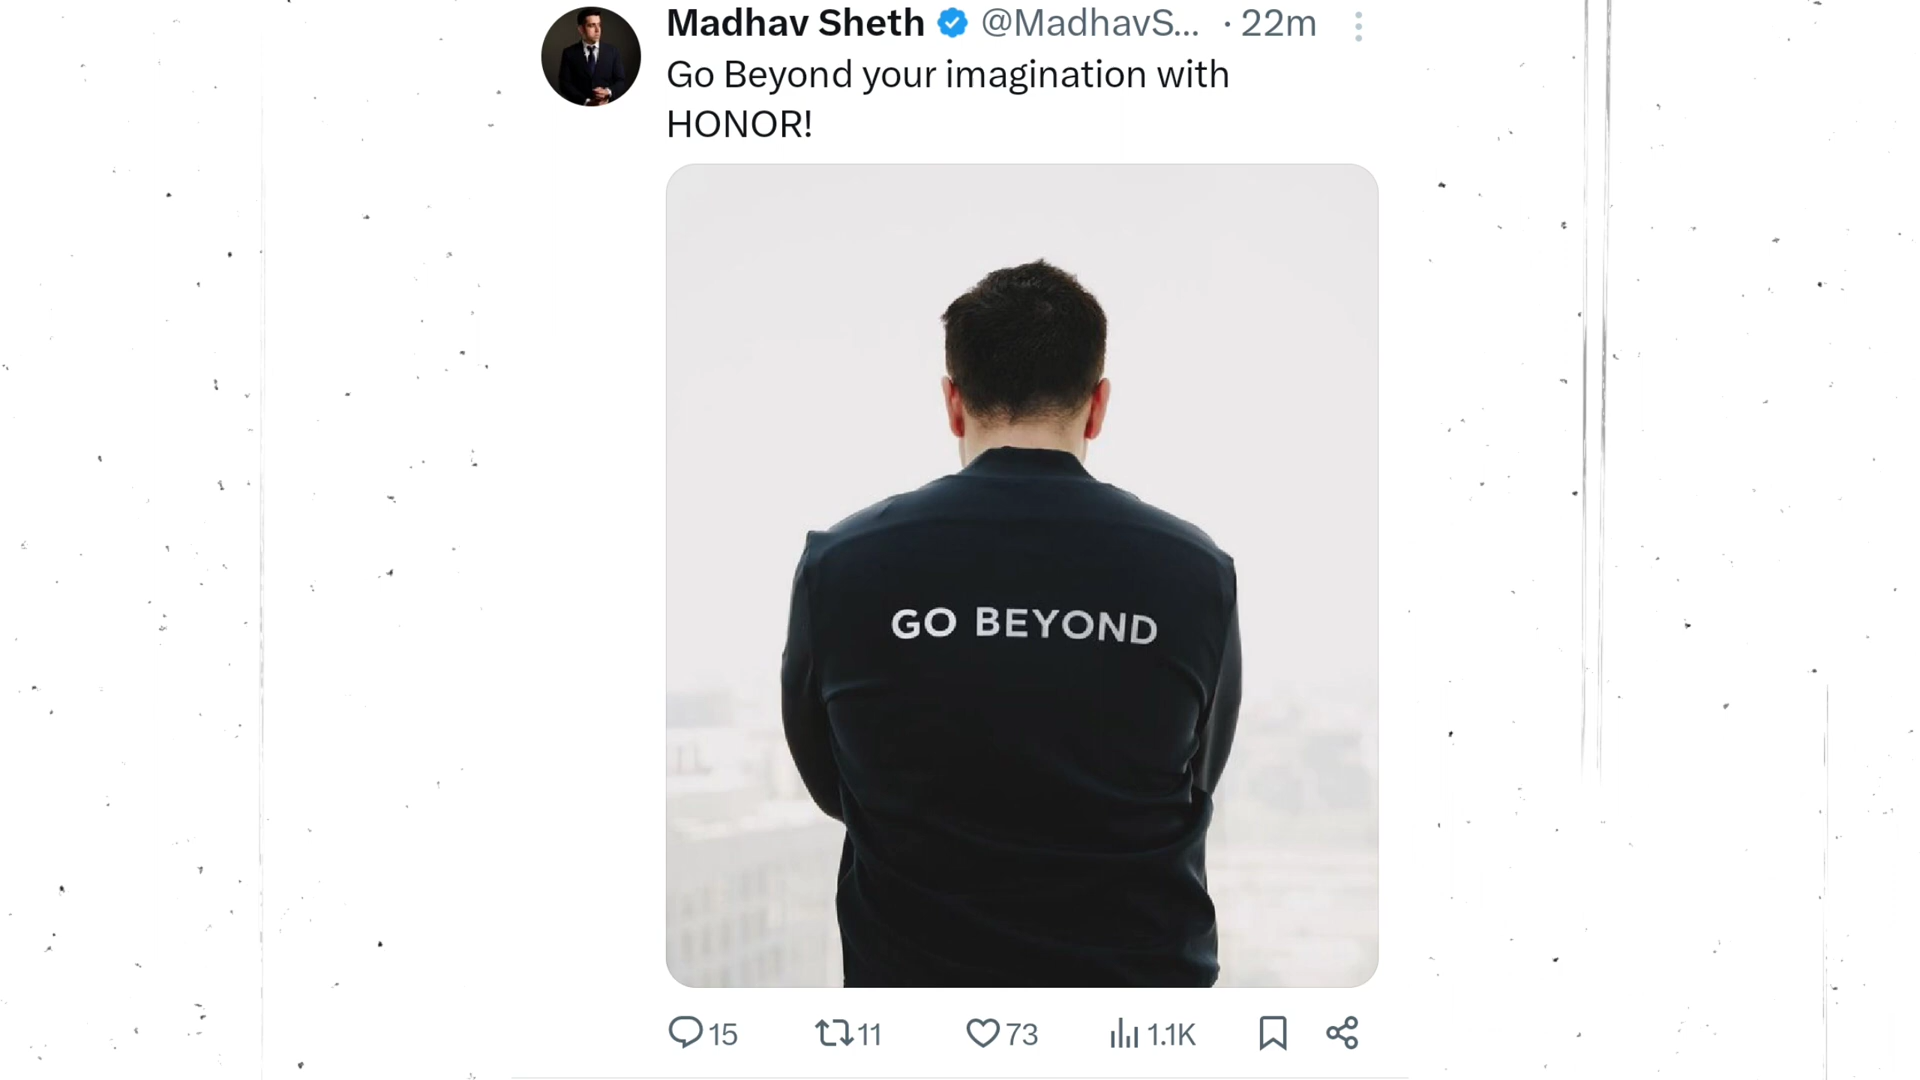 Madhav Sheth @MadhavS... · 22m
Go Beyond your imagination with
HONOR!
GO BEYOND
15 11 73 1.1K